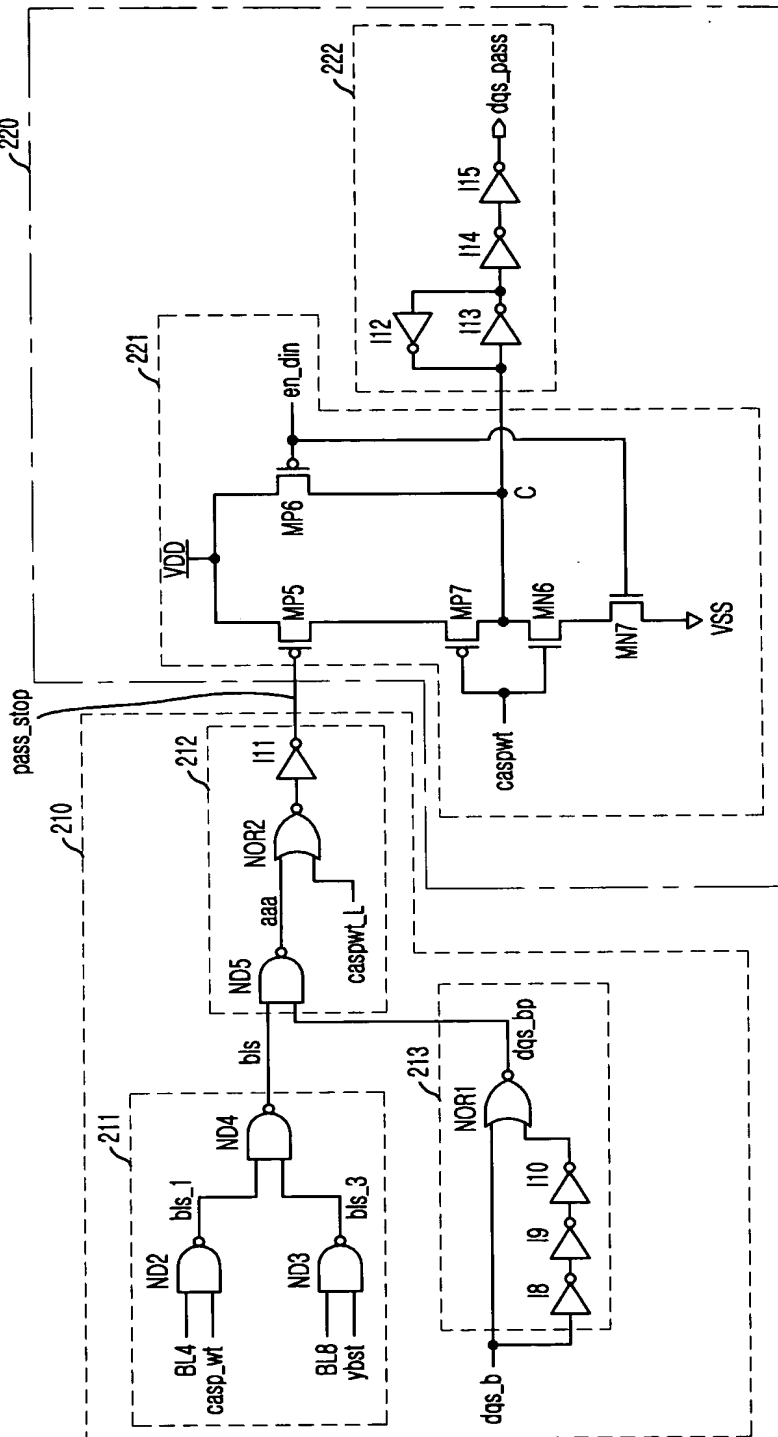 220
222
dqs_pass
I15
I14
I12
I13
221
en_din
VDD
MP6
MP5
C
MP7
MN6
MN7
VSS
caspwt
pass_stop
210
212
I11
NOR2
aaa
caspwt_L
ND5
bls
dqs_bp
213
NOR1
I10
I9
I8
dqs_b
211
ND4
bls_1
bls_3
ND2
ND3
BL4
casp_wt
BL8
ybst